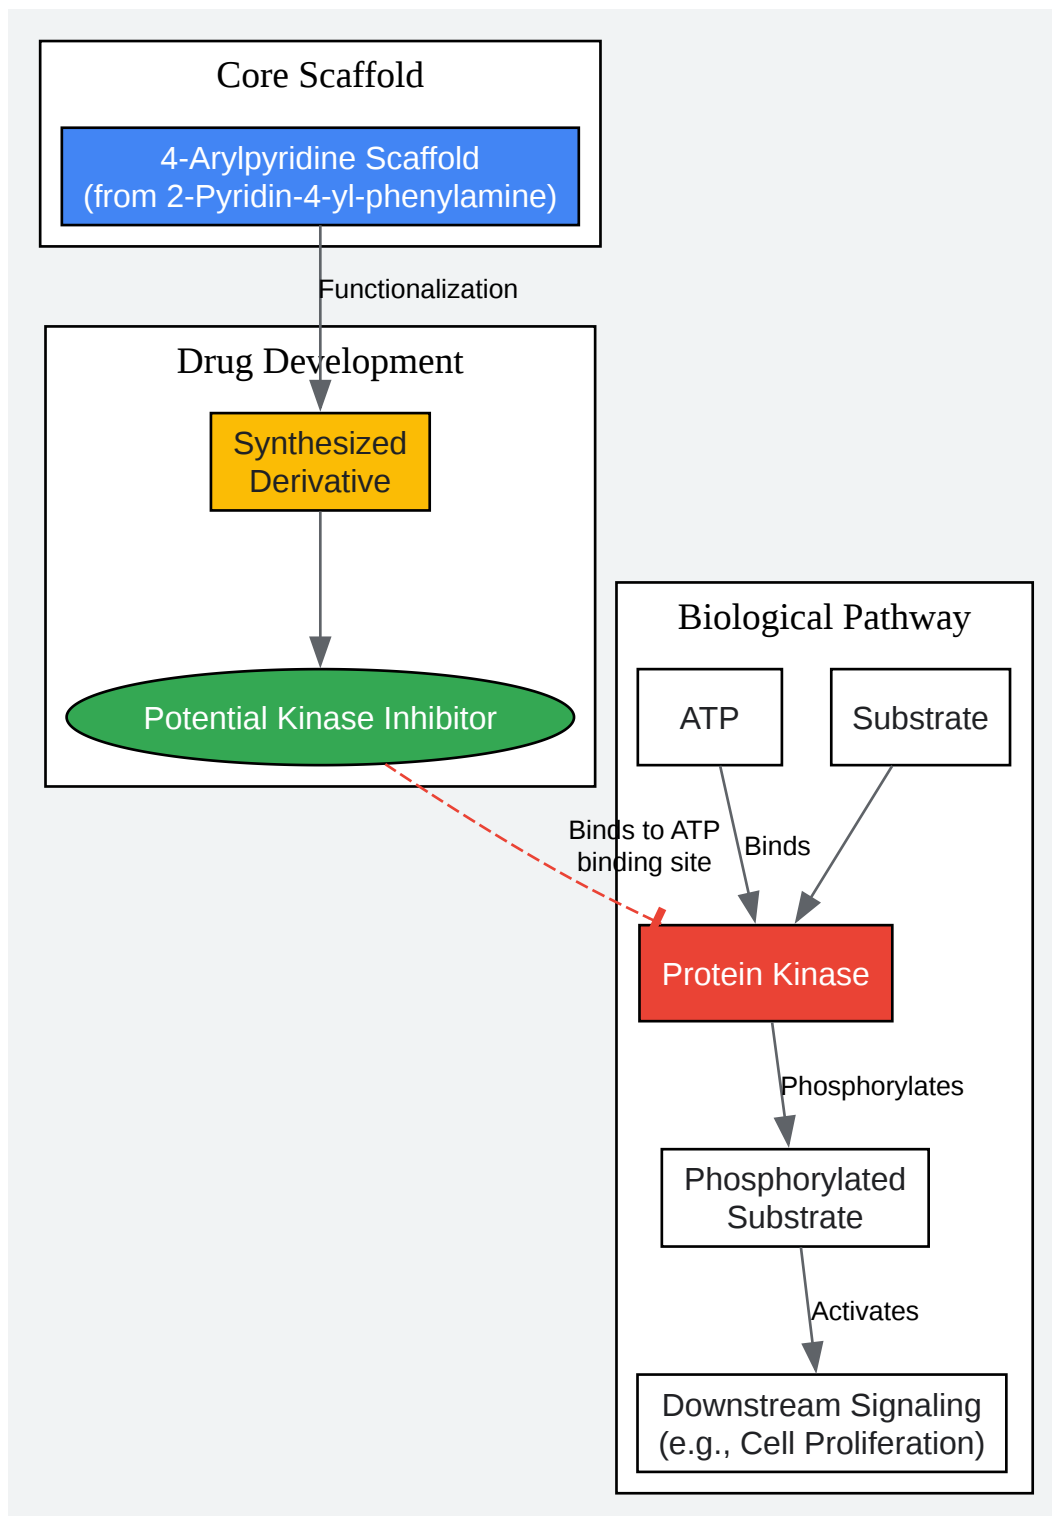 Core Scaffold
4-Arylpyridine Scaffold
(from 2-Pyridin-4-yl-phenylamine)
Functionalization
Drug Development
Synthesized
Derivative
Potential Kinase Inhibitor
Biological Pathway
ATP
Substrate
Binds to ATP
binding site
Binds
Protein Kinase
Phosphorylates
Phosphorylated
Substrate
Activates
Downstream Signaling
(e.g., Cell Proliferation)